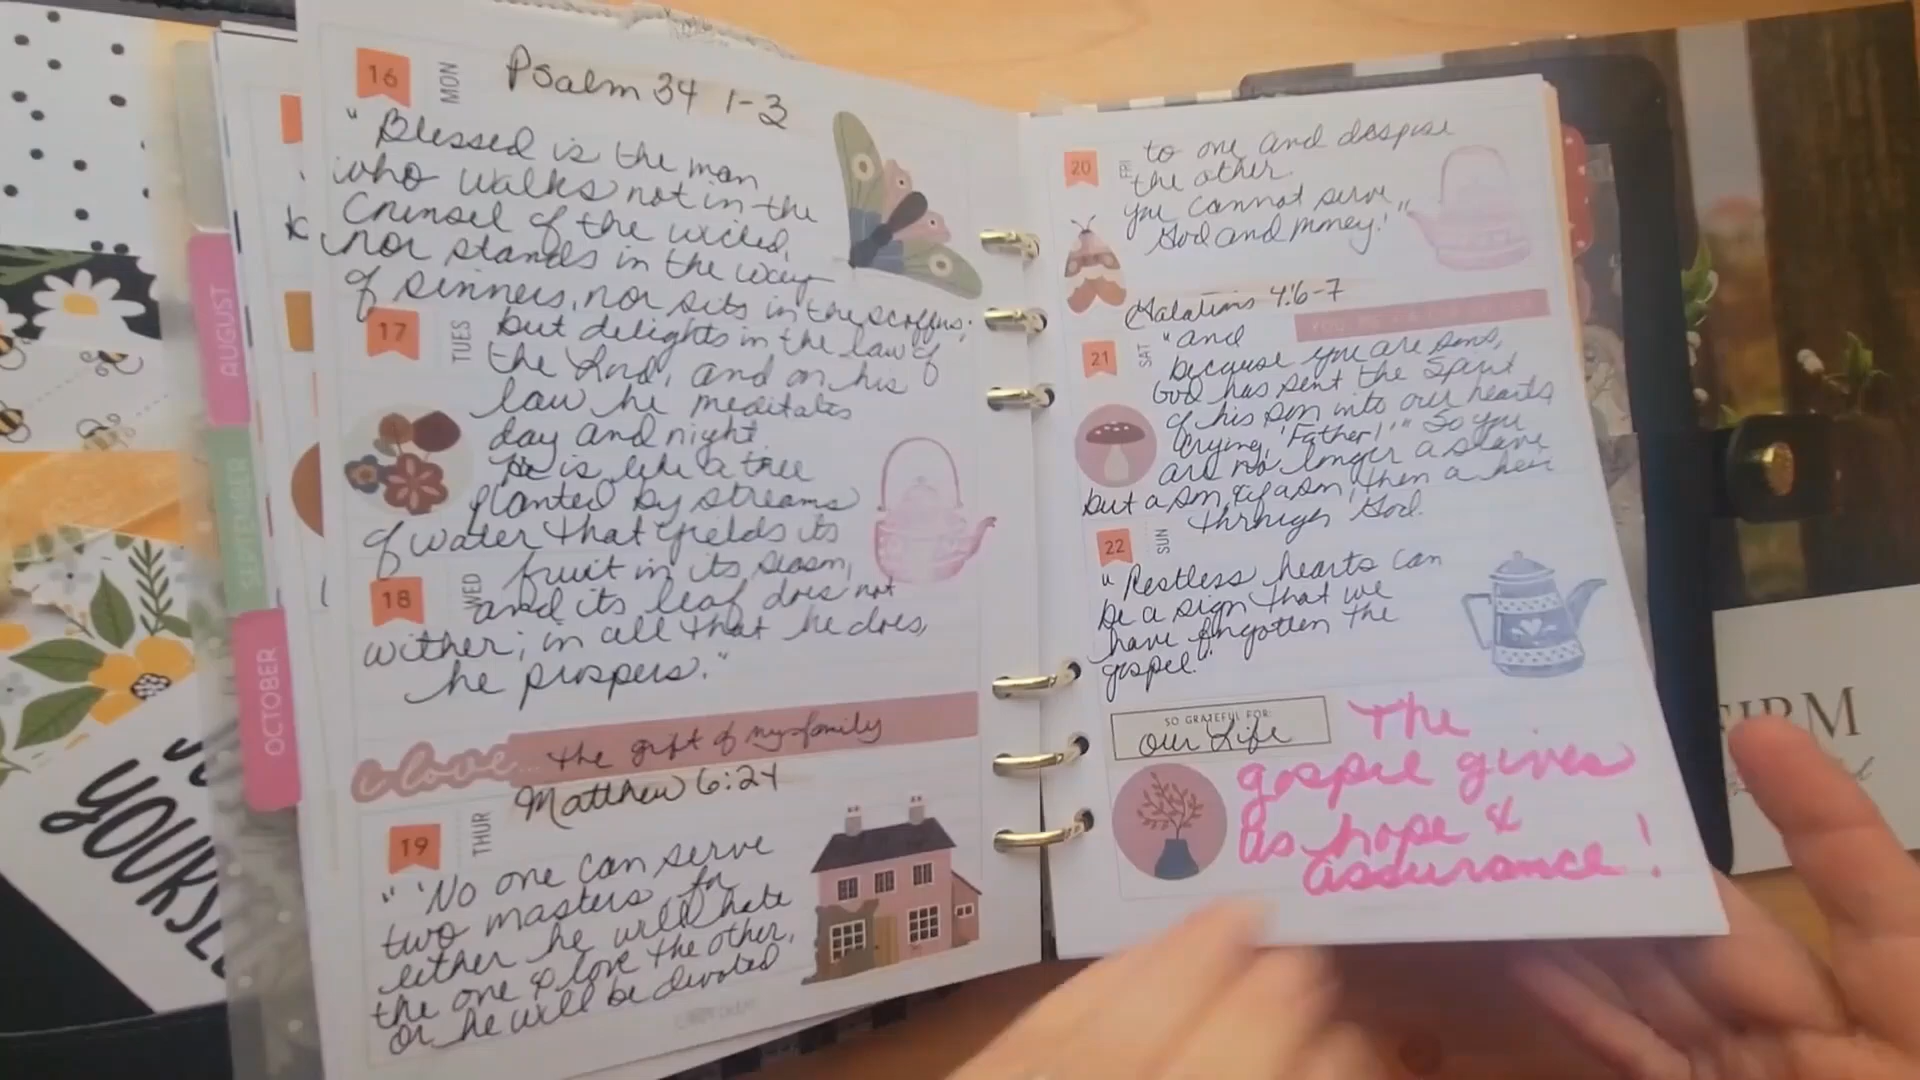 16
MON
Psalm 34 1-3
"Blessed is the man
who walks not in the
Counsel of the wicked,
nor stands in the way
of sinners, nor sits in the scoffers;
17
TUES
but delights in the law of
the Lord, and on his
law he meditates
day and night.
He is like a tree
planted by streams
of water that yields its
fruit in its season,
18
WED
and its leaf does not
wither; in all that he does,
he prospers."
i love... the gift of my family
Matthew 6:24
19
THUR
"'No one can serve
two masters, for
either he will hate
the one & love the other,
or he will be devoted
20
FRI
to one and despise
the other.
you cannot serve
God and money!"
Galatians 4:6-7
21
SAT
"and
because you are sons,
God has sent the Spirit
of his son into our hearts
crying, 'Father!'" So you
are no longer a slave
but a son, & if a son, then a heir
through God.
22
SUN
"Restless hearts can
be a sign that we
have forgotten the
gospel."
SO GRATEFUL FOR:
Our Life
The
gospel gives
us hope &
assurance!
AUGUST
SEPTEMBER
OCTOBER
YOURSELF
FIRM